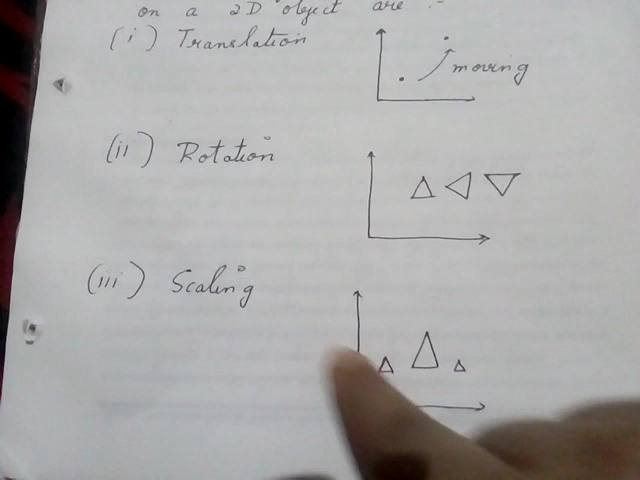 on a 2D object are :-
(i) Translation
moving
(ii) Rotation
(iii) Scaling